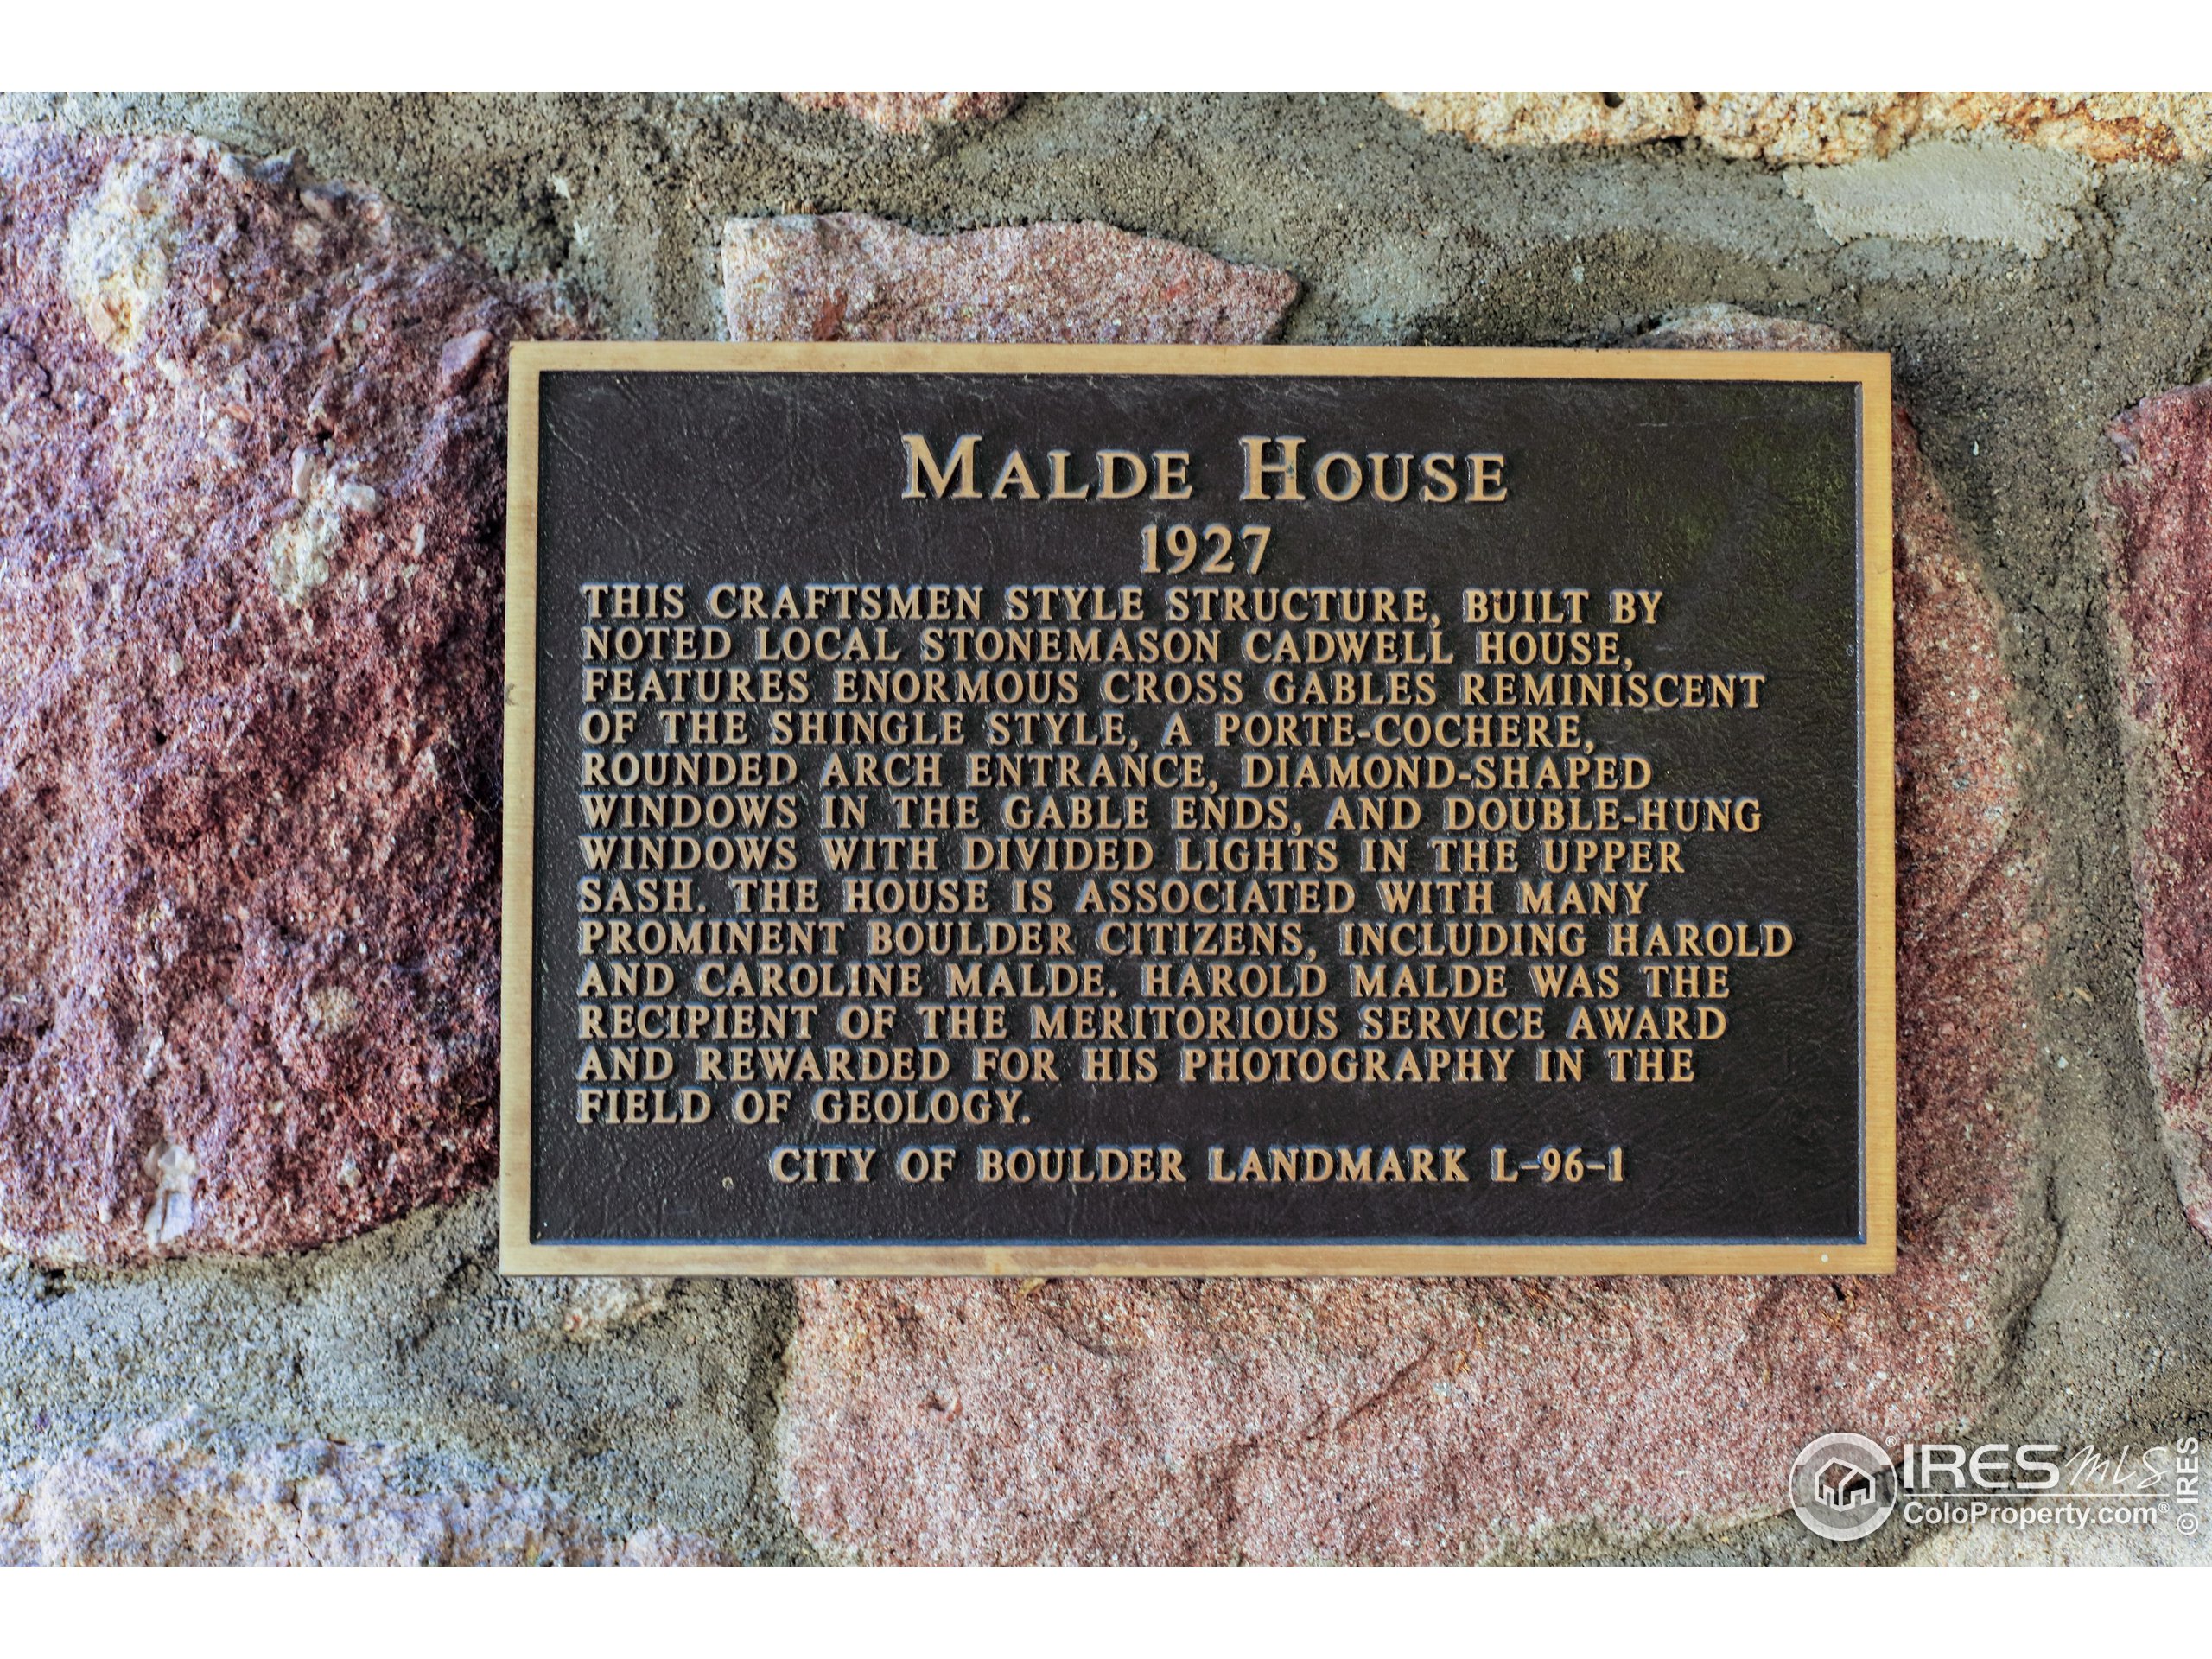 MALDE HOUSE
1927
THIS CRAFTSMEN STYLE STRUCTURE, BUILT BY
NOTED LOCAL STONEMASON CADWELL HOUSE,
FEATURES ENORMOUS CROSS GABLES REMINISCENT
OF THE SHINGLE STYLE, A PORTE-COCHERE,
ROUNDED ARCH ENTRANCE, DIAMOND-SHAPED
WINDOWS IN THE GABLE ENDS, AND DOUBLE-HUNG
WINDOWS WITH DIVIDED LIGHTS IN THE UPPER
SASH. THE HOUSE IS ASSOCIATED WITH MANY
PROMINENT BOULDER CITIZENS, INCLUDING HAROLD
AND CAROLINE MALDE. HAROLD MALDE WAS THE
RECIPIENT OF THE MERITORIOUS SERVICE AWARD
AND REWARDED FOR HIS PHOTOGRAPHY IN THE
FIELD OF GEOLOGY.
CITY OF BOULDER LANDMARK L-96-1
® IRES MLS
ColoProperty.com®
© IRES